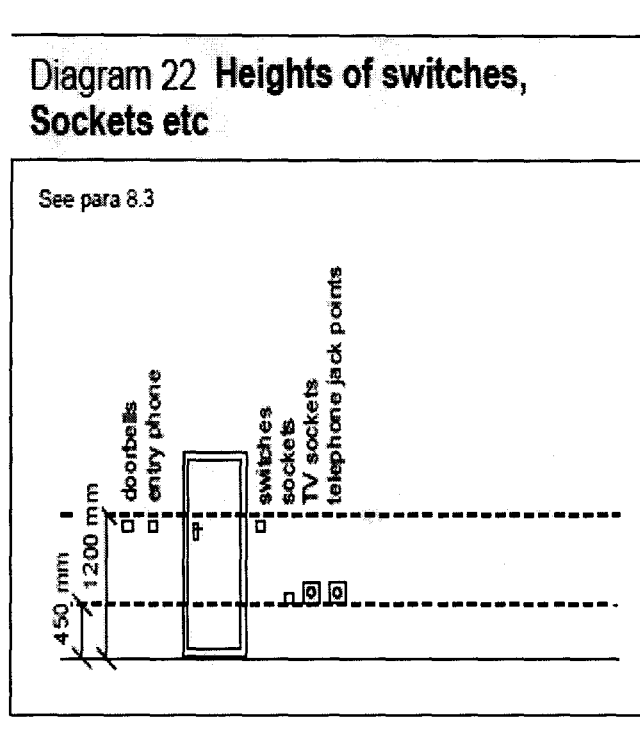 Diagram 22 Heights of switches,
Sockets etc
See para 8.3
doorbells
entry phone
switches
sockets
TV sockets
telephone jack points
450 mm
1200 mm